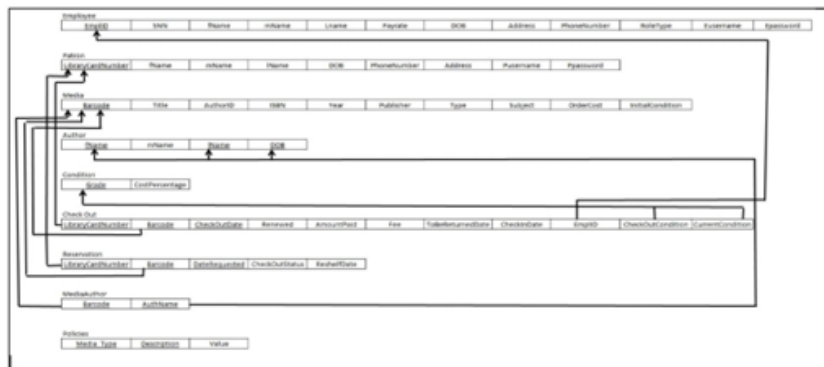 Employee
EmpID SNN fName mName Lname Payrate DOB Address PhoneNumber RoleType Eusername Epassword
Patron
LibraryCardNumber fName mName lName DOB PhoneNumber Address Pusername Ppassword
Media
Barcode Title AuthorID ISBN Year Publisher Type Subject OrderCost InitialCondition
Author
fName mName lName DOB
Condition
Grade CostPercentage
Check Out
LibraryCardNumber Barcode CheckOutDate Renewed AmountPaid Fee ToBeReturnedDate CheckInDate EmpID CheckOutCondition CurrentCondition
Reservation
LibraryCardNumber Barcode DateRequested CheckOutStatus ReshelfDate
MediaAuthor
Barcode AuthName
Policies
Media_Type Description Value